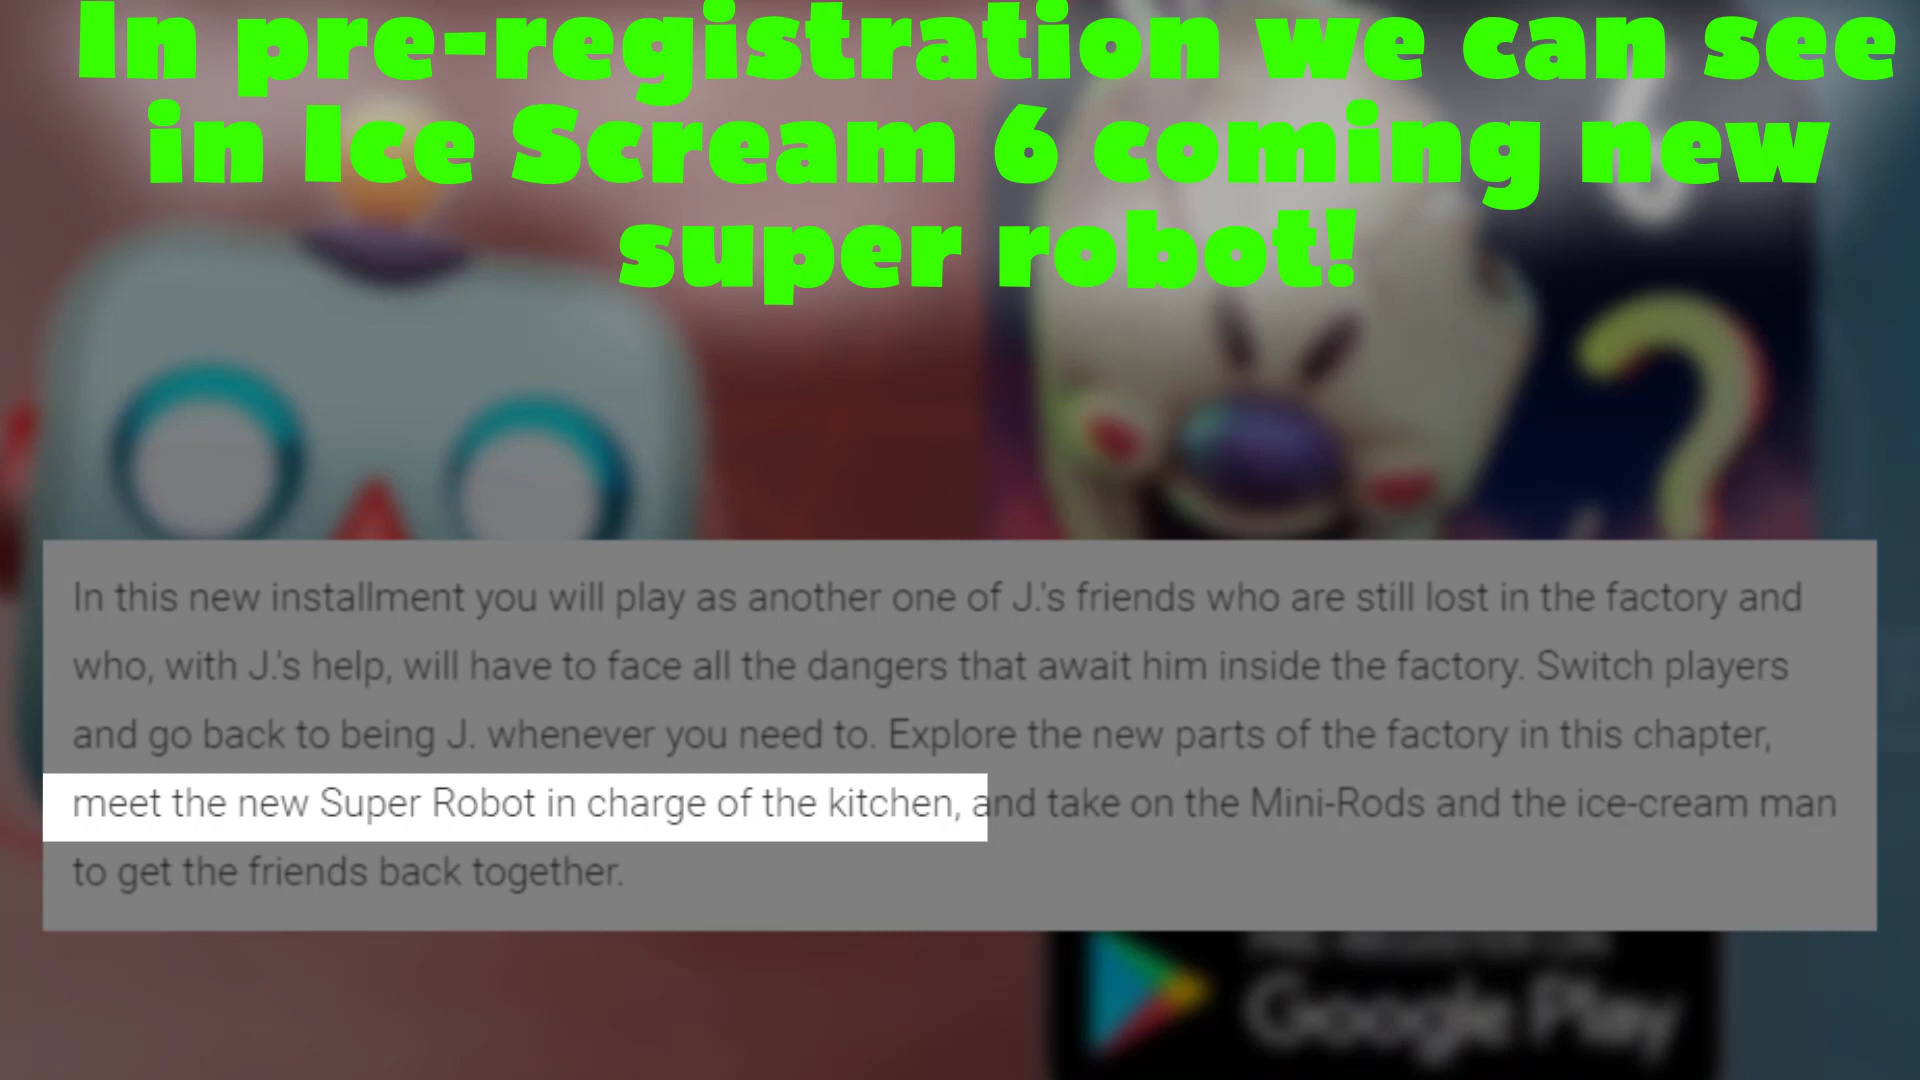 In pre-registration we can see
in Ice Scream 6 coming new
super robot!
In this new installment you will play as another one of J.'s friends who are still lost in the factory and
who, with J.'s help, will have to face all the dangers that await him inside the factory. Switch players
and go back to being J. whenever you need to. Explore the new parts of the factory in this chapter,
meet the new Super Robot in charge of the kitchen, and take on the Mini-Rods and the ice-cream man
to get the friends back together.
Google Play